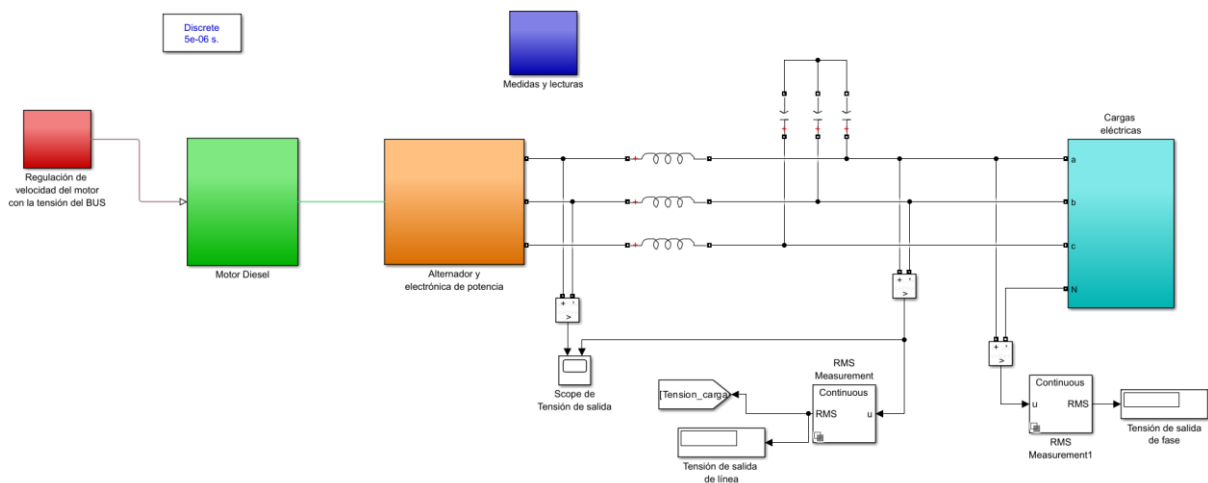 Discrete
5e-06 s.
Medidas y lecturas
Regulación de
velocidad del motor
con la tensión del BUS
Motor Diesel
Alternador y
electrónica de potencia
Cargas
eléctricas
a
b
c
N
Scope de
Tensión de salida
[Tension_carga
RMS
Measurement
Continuous
RMS
u
Tensión de salida
de línea
Continuous
u
RMS
RMS
Measurement1
Tensión de salida
de fase